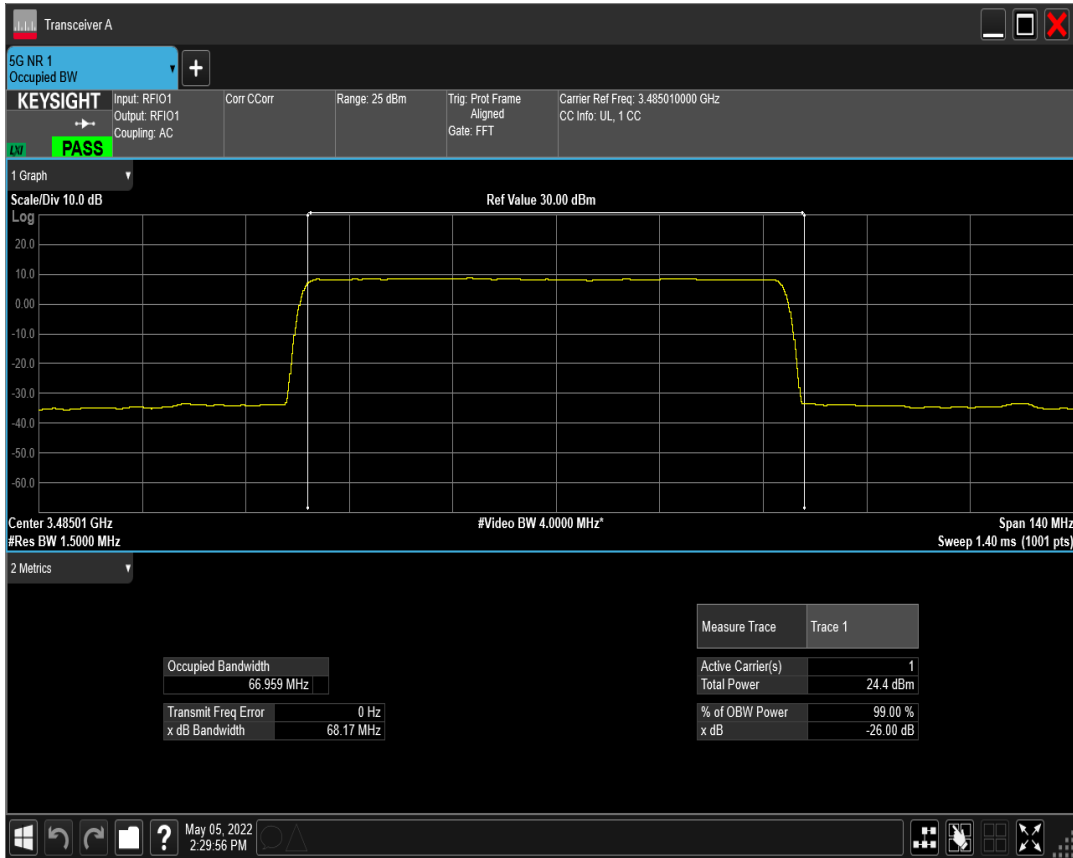 Transceiver A
5G NR 1
Occupied BW
KEYSIGHT
LXI
PASS
Input: RFIO1
Output: RFIO1
Coupling: AC
Corr CCorr
Range: 25 dBm
Trig: Prot Frame
Aligned
Gate: FFT
Carrier Ref Freq: 3.485010000 GHz
CC Info: UL, 1 CC
1 Graph
Scale/Div 10.0 dB
Ref Value 30.00 dBm
Log
20.0
10.0
0.00
-10.0
-20.0
-30.0
-40.0
-50.0
-60.0
Center 3.48501 GHz
#Video BW 4.0000 MHz*
Span 140 MHz
#Res BW 1.5000 MHz
Sweep 1.40 ms (1001 pts)
2 Metrics
Measure Trace Trace 1
Occupied Bandwidth
66.959 MHz
Active Carrier(s) 1
Total Power 24.4 dBm
Transmit Freq Error 0 Hz
x dB Bandwidth 68.17 MHz
% of OBW Power 99.00 %
x dB -26.00 dB
?
May 05, 2022
2:29:56 PM